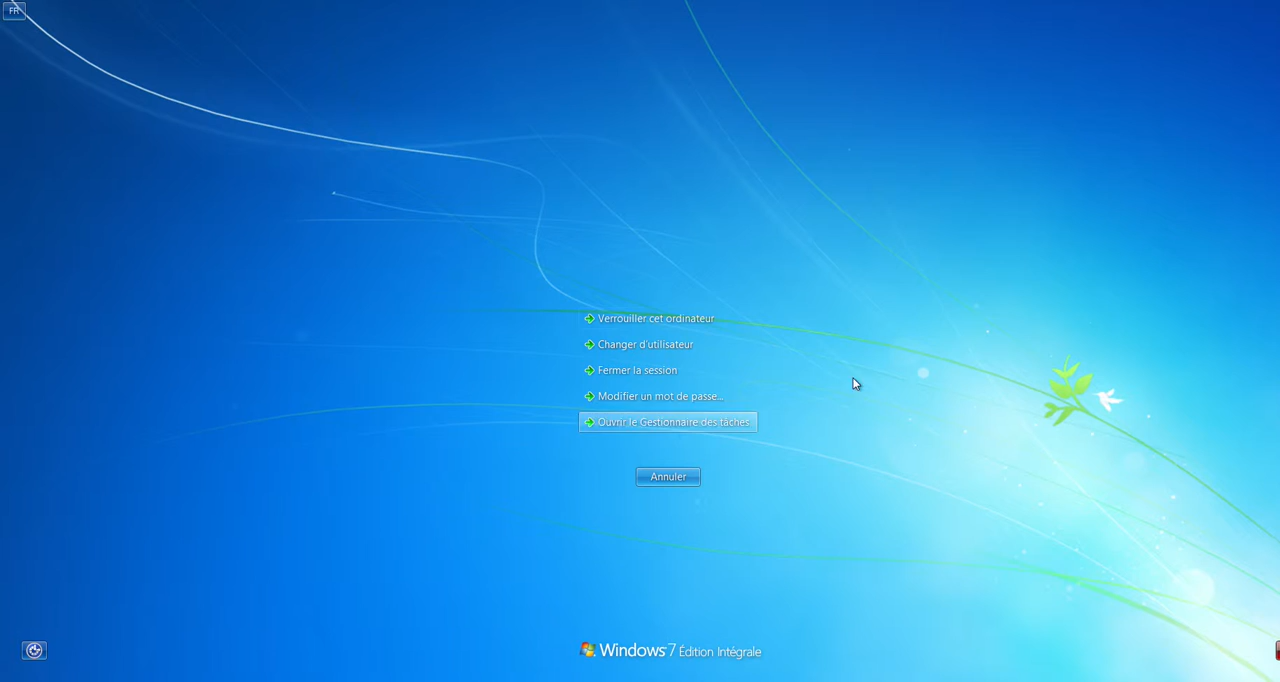 FR
Verrouiller cet ordinateur
Changer d'utilisateur
Fermer la session
Modifier un mot de passe...
Ouvrir le Gestionnaire des tâches
Annuler
Windows 7 Édition Intégrale